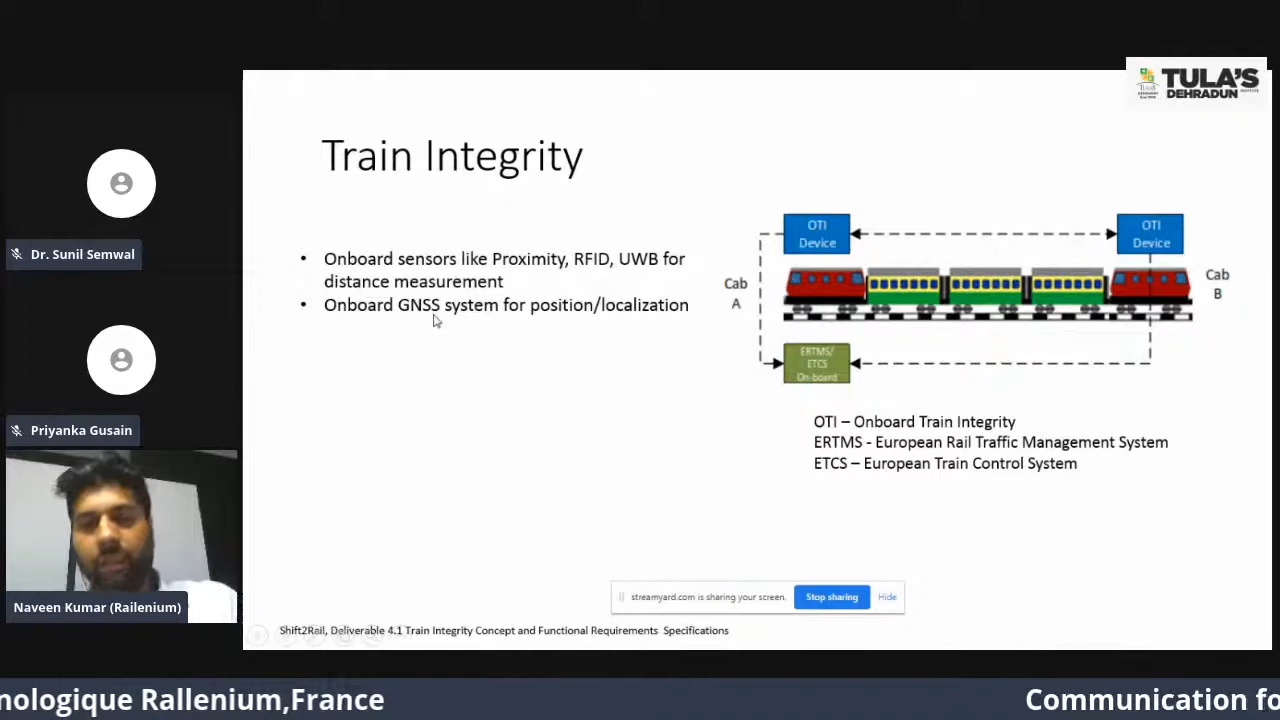 TULA'S
DEHRADUN
INSTITUTE
Train Integrity
• Onboard sensors like Proximity, RFID, UWB for
distance measurement
• Onboard GNSS system for position/localization
OTI
Device
OTI
Device
Cab
A
Cab
B
ERTMS/
ETCS
On-board
OTI – Onboard Train Integrity
ERTMS - European Rail Traffic Management System
ETCS – European Train Control System
Dr. Sunil Semwal
Priyanka Gusain
Naveen Kumar (Railenium)
streamyard.com is sharing your screen.
Stop sharing
Hide
Shift2Rail, Deliverable 4.1 Train Integrity Concept and Functional Requirements Specifications
nologique Rallenium,France
Communication fo